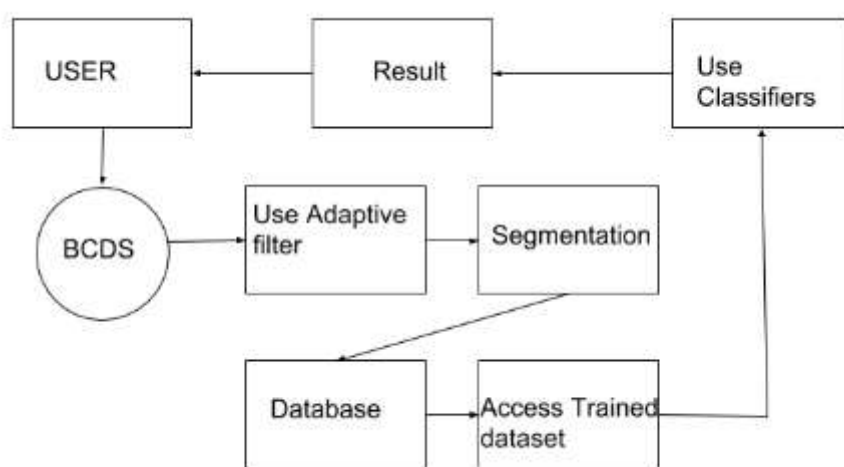 USER
Result
Use
Classifiers
BCDS
Use Adaptive
filter
Segmentation
Database
Access Trained
dataset